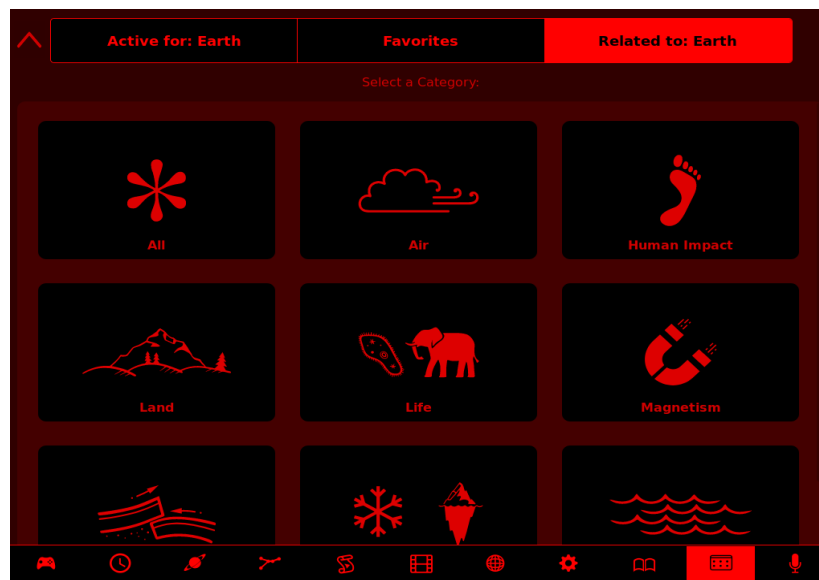 Active for: Earth
Favorites
Related to: Earth
Select a Category:
All
Air
Human Impact
Land
Life
Magnetism